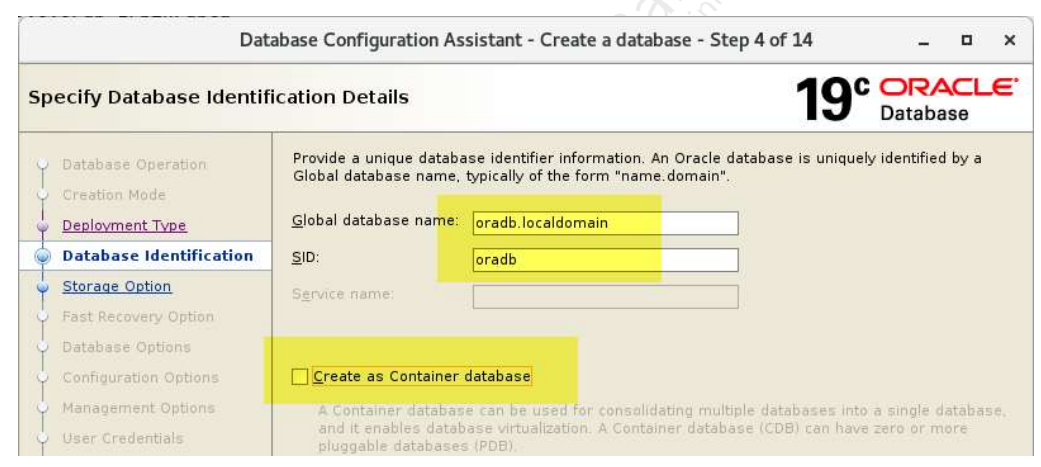 Database Configuration Assistant - Create a database - Step 4 of 14
Specify Database Identification Details
19c ORACLE
Database
Database Operation
Creation Mode
Deployment Type
Database Identification
Storage Option
Fast Recovery Option
Database Options
Configuration Options
Management Options
User Credentials
Provide a unique database identifier information. An Oracle database is uniquely identified by a
Global database name, typically of the form "name.domain".
Global database name: oradb.localdomain
SID: oradb
Service name:
Create as Container database
A Container database can be used for consolidating multiple databases into a single database,
and it enables database virtualization. A Container database (CDB) can have zero or more
pluggable databases (PDB).